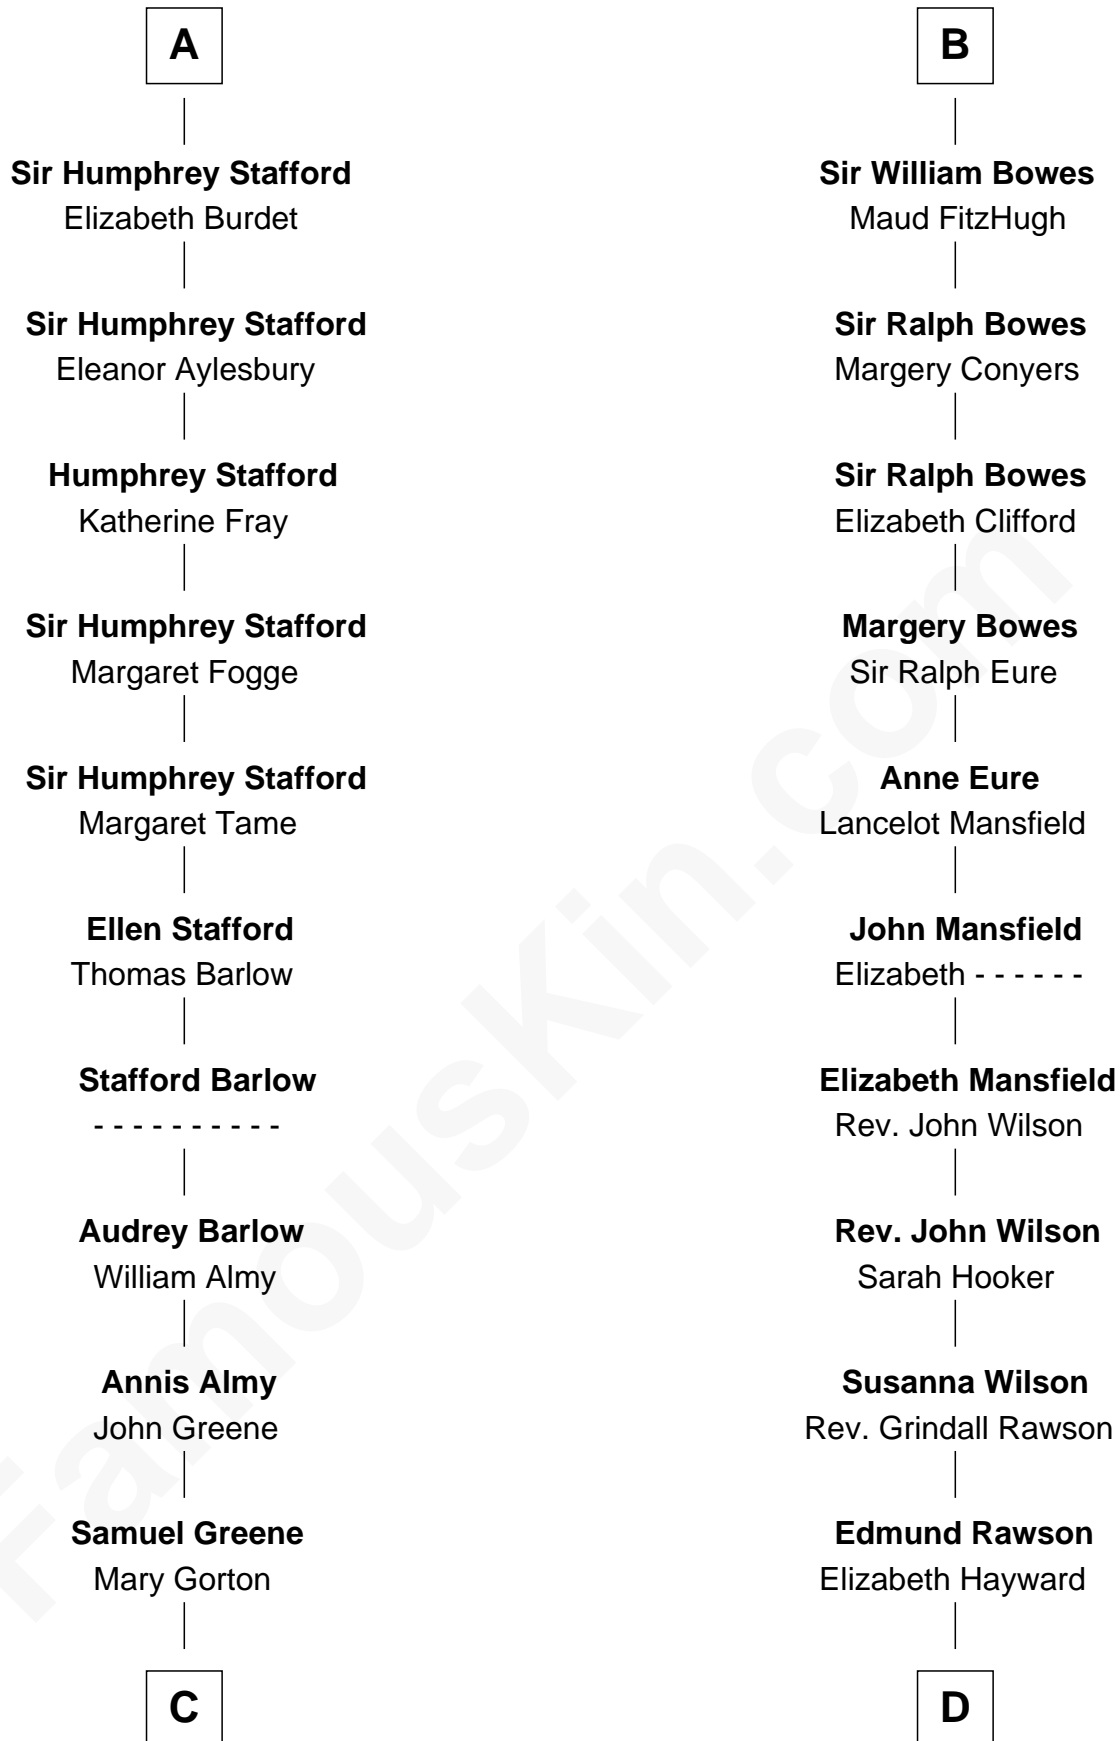 A
Sir Humphrey Stafford
Elizabeth Burdet
Sir Humphrey Stafford
Eleanor Aylesbury
Humphrey Stafford
Katherine Fray
Sir Humphrey Stafford
Margaret Fogge
Sir Humphrey Stafford
Margaret Tame
Ellen Stafford
Thomas Barlow
Stafford Barlow
- - - - - - - - - -
Audrey Barlow
William Almy
Annis Almy
John Greene
Samuel Greene
Mary Gorton
C
B
Sir William Bowes
Maud FitzHugh
Sir Ralph Bowes
Margery Conyers
Sir Ralph Bowes
Elizabeth Clifford
Margery Bowes
Sir Ralph Eure
Anne Eure
Lancelot Mansfield
John Mansfield
Elizabeth - - - - - -
Elizabeth Mansfield
Rev. John Wilson
Rev. John Wilson
Sarah Hooker
Susanna Wilson
Rev. Grindall Rawson
Edmund Rawson
Elizabeth Hayward
D
FamousKin.com